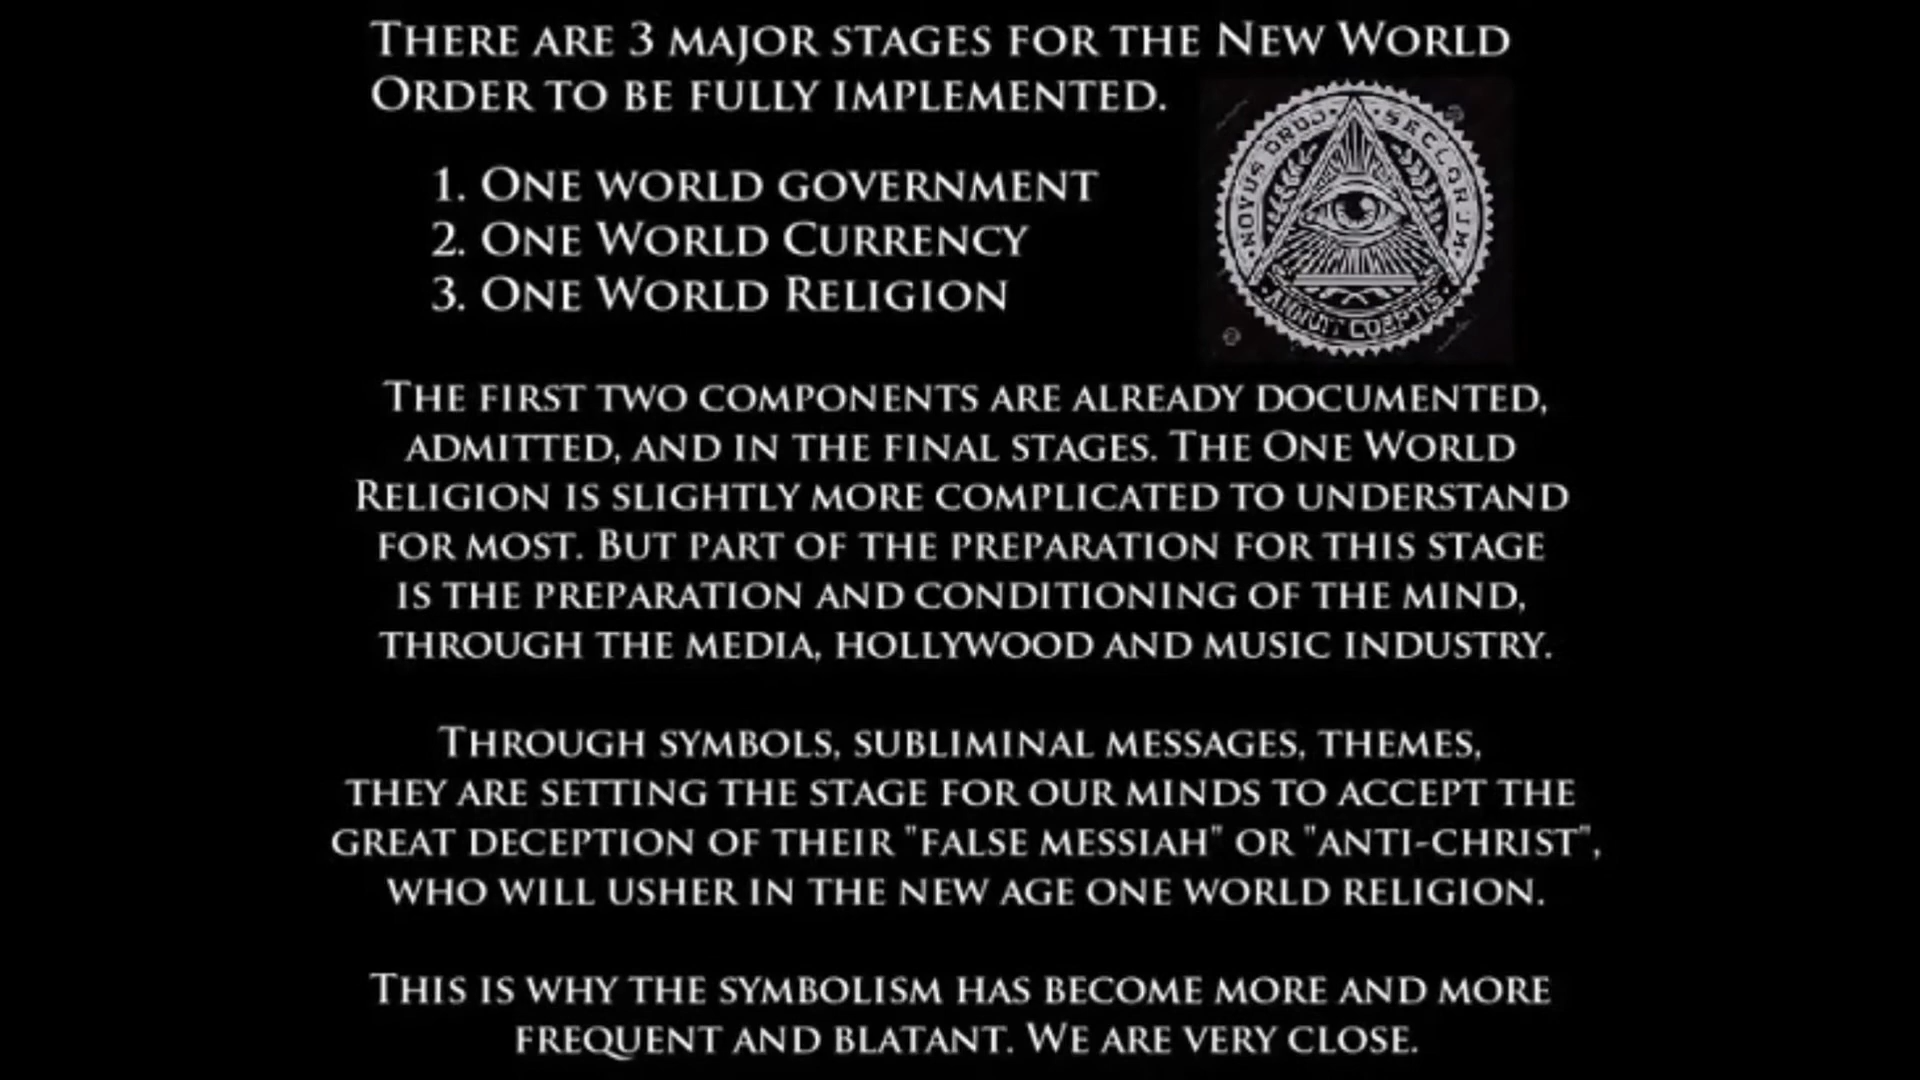 There are 3 major stages for the New World
Order to be fully implemented.
1. One world government
2. One World Currency
3. One World Religion
NOVUS ORDO SECLORUM
ANNUIT COEPTIS
The first two components are already documented,
admitted, and in the final stages. The One World
Religion is slightly more complicated to understand
for most. But part of the preparation for this stage
is the preparation and conditioning of the mind,
through the media, hollywood and music industry.
Through symbols, subliminal messages, themes,
they are setting the stage for our minds to accept the
great deception of their "false messiah" or "anti-christ",
who will usher in the new age one world religion.
This is why the symbolism has become more and more
frequent and blatant. We are very close.